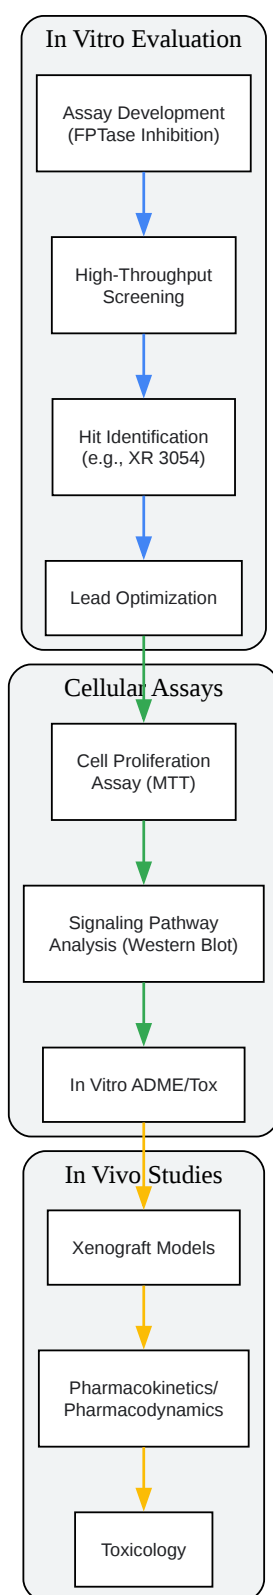 In Vitro Evaluation
Assay Development
(FPTase Inhibition)
High-Throughput
Screening
Hit Identification
(e.g., XR 3054)
Lead Optimization
Cellular Assays
Cell Proliferation
Assay (MTT)
Signaling Pathway
Analysis (Western Blot)
In Vitro ADME/Tox
In Vivo Studies
Xenograft Models
Pharmacokinetics/
Pharmacodynamics
Toxicology